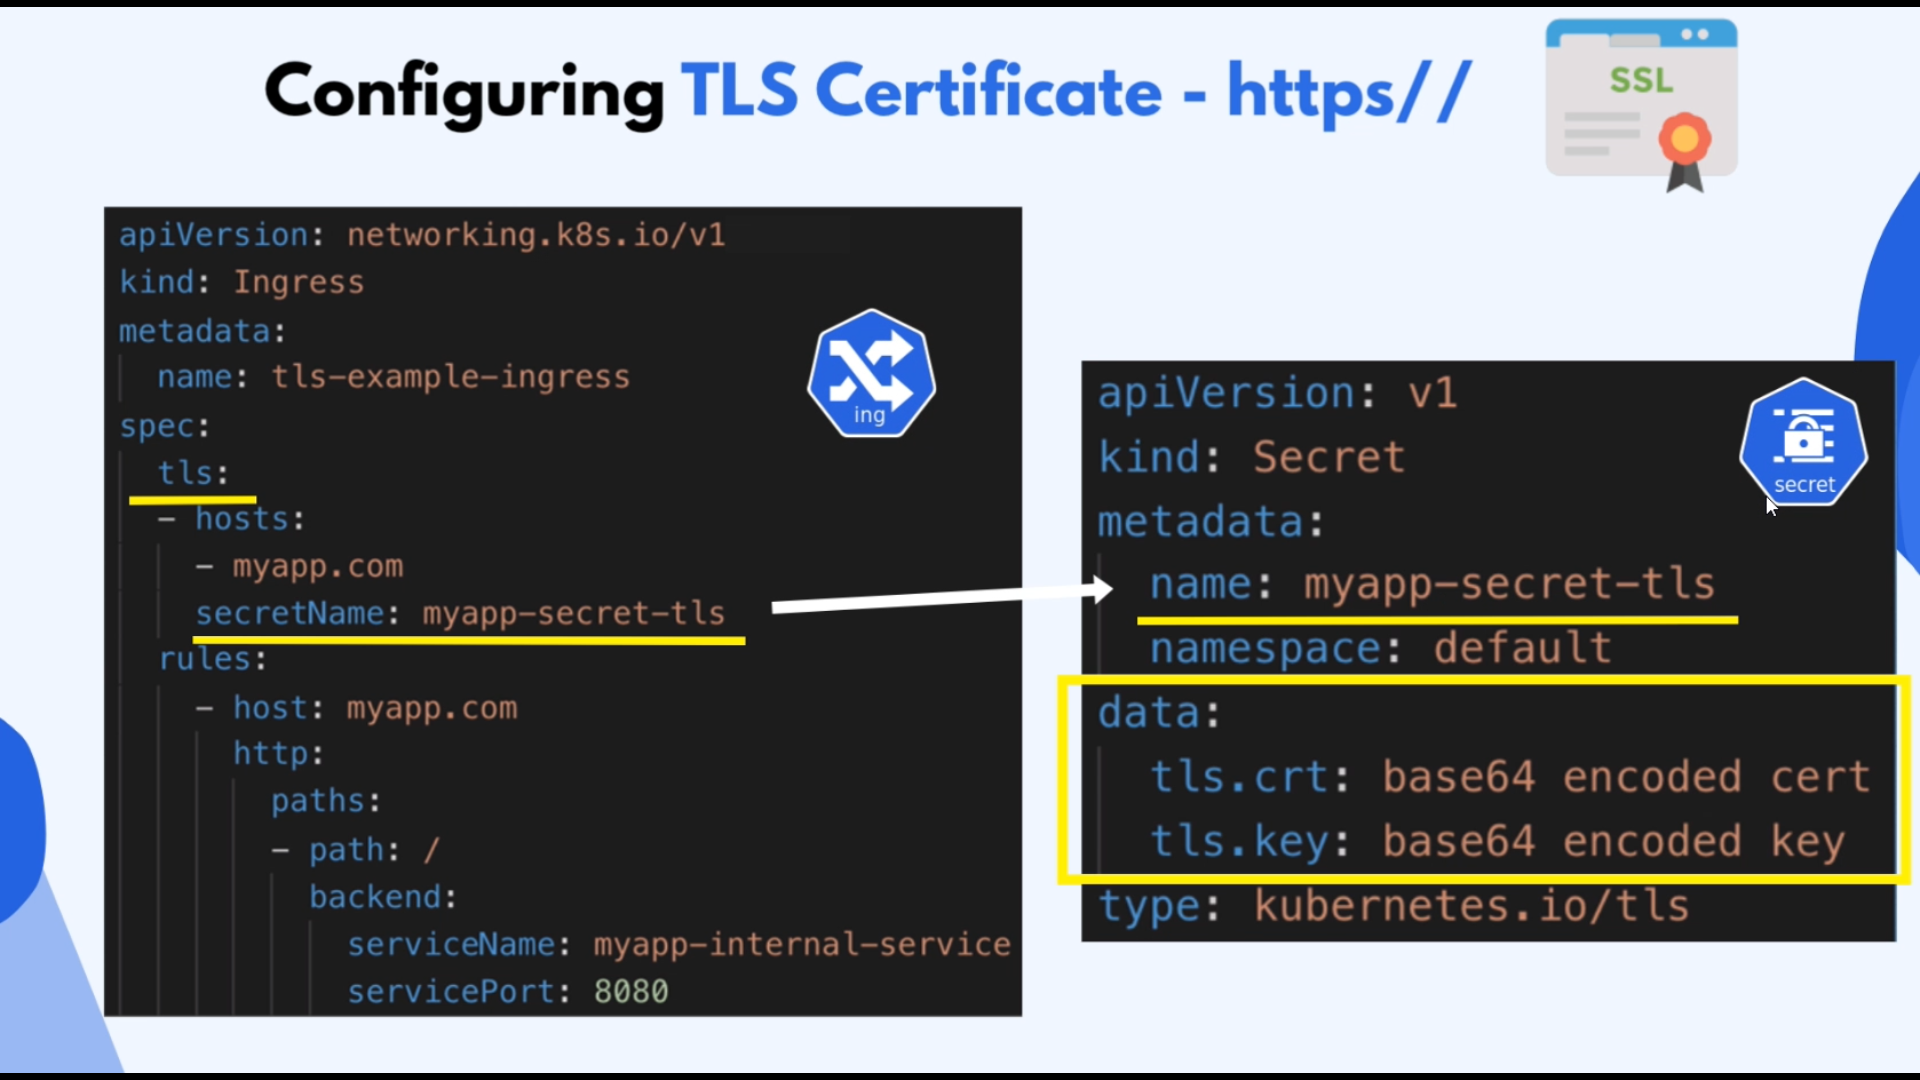 Configuring TLS Certificate - https//
SSL
apiVersion: networking.k8s.io/v1
kind: Ingress
metadata:
  name: tls-example-ingress
spec:
  tls:
  - hosts:
    - myapp.com
    secretName: myapp-secret-tls
  rules:
    - host: myapp.com
      http:
        paths:
        - path: /
          backend:
            serviceName: myapp-internal-service
            servicePort: 8080
ing
apiVersion: v1
kind: Secret
metadata:
  name: myapp-secret-tls
  namespace: default
data:
  tls.crt: base64 encoded cert
  tls.key: base64 encoded key
type: kubernetes.io/tls
secret